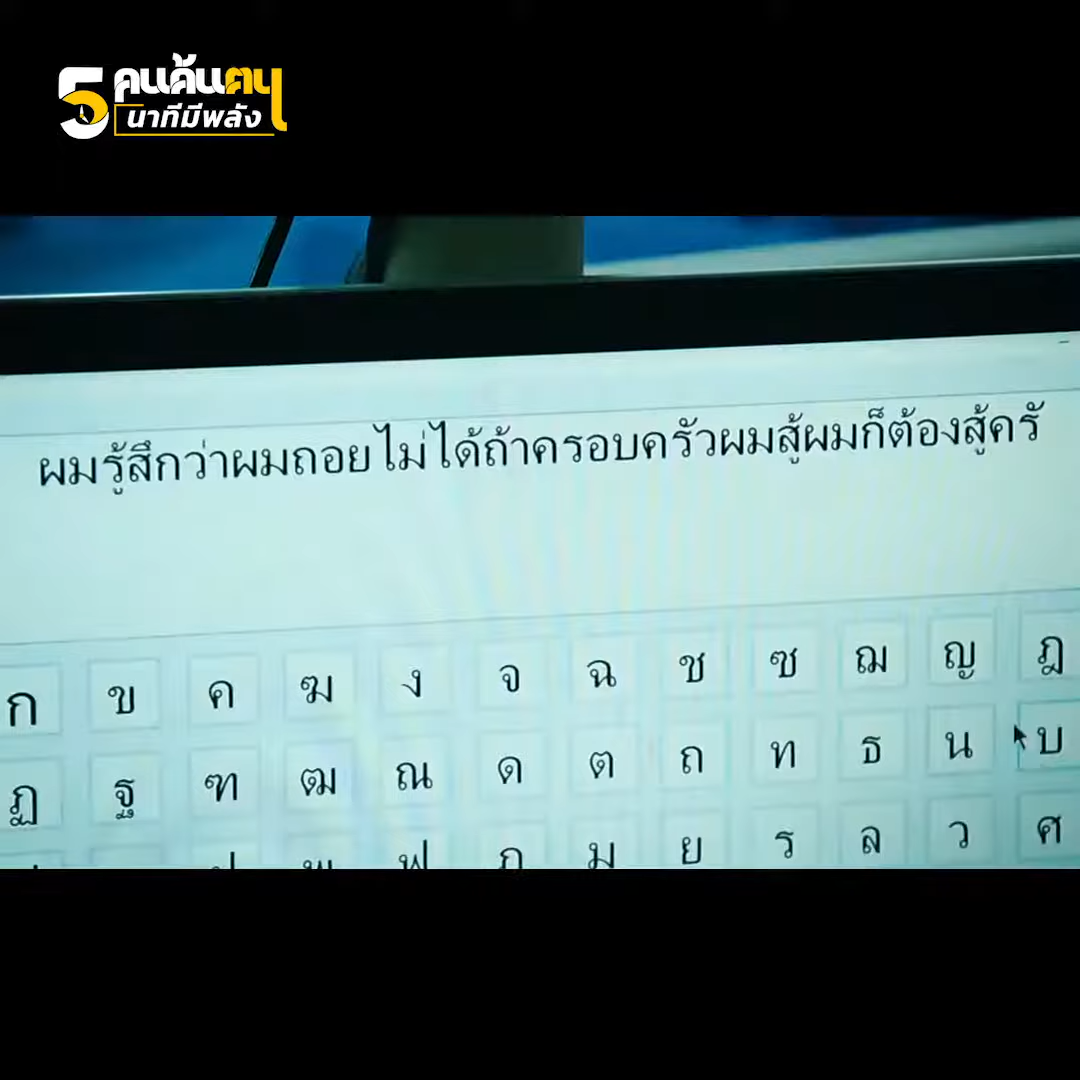 5 คนค้นฅน
นาทีมีพลัง
ผมรู้สึกว่าผมถอยไม่ได้ถ้าครอบครัวผมสู้ผมก็ต้องสู้ครั
ก ข ค ฆ ง จ ฉ ช ซ ฌ ญ ฎ
ฏ ฐ ฑ ฒ ณ ด ต ถ ท ธ น บ
ภ ม ย ร ล ว ศ